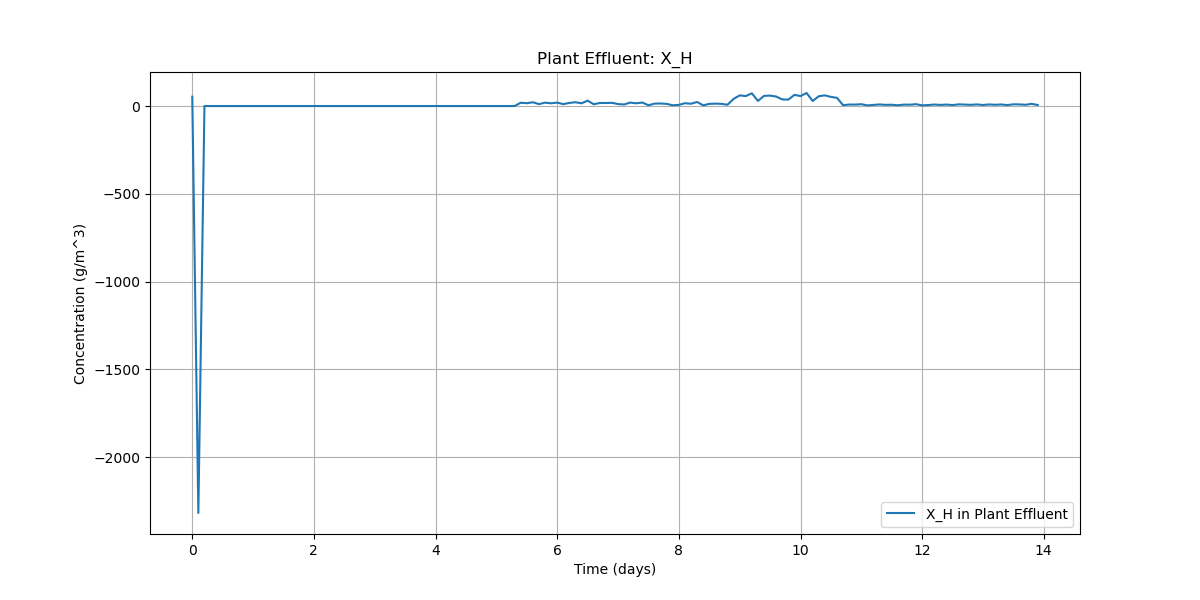 Plant Effluent: X_H
Concentration (g/m^3)
0
−500
−1000
−1500
−2000
0 2 4 6 8 10 12 14
Time (days)
X_H in Plant Effluent